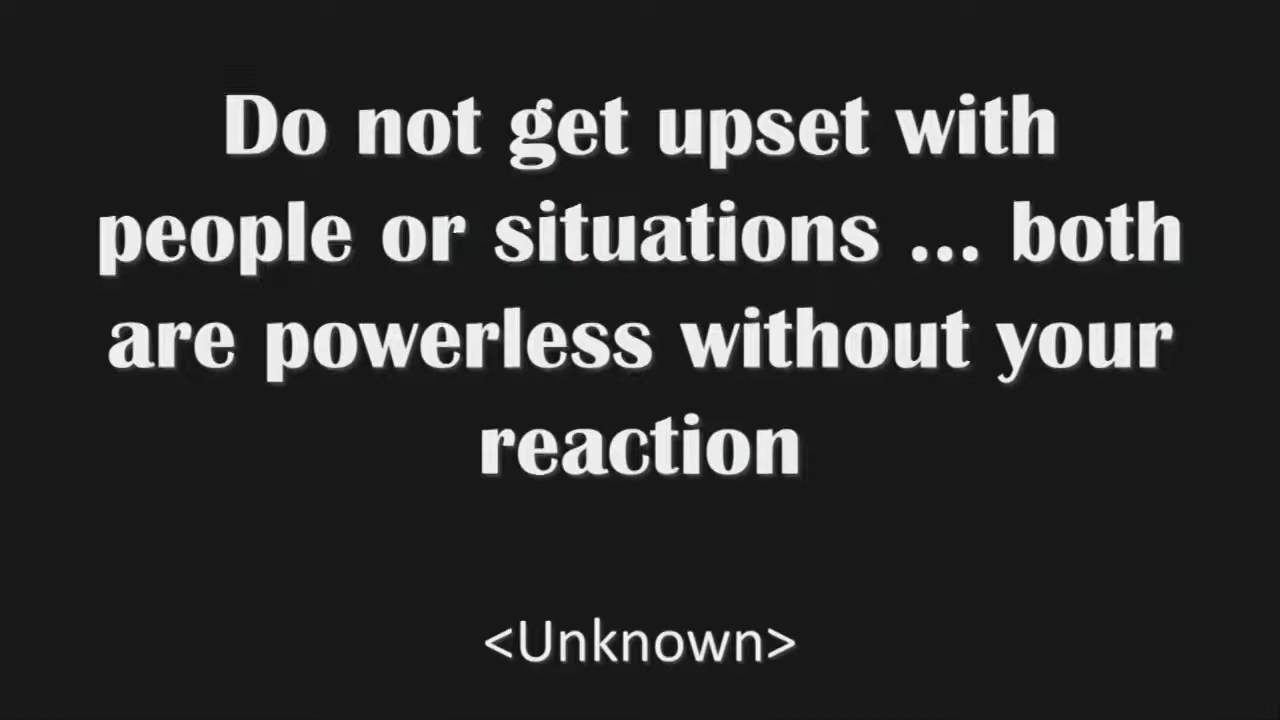 Do not get upset with
people or situations ... both
are powerless without your
reaction
<Unknown>